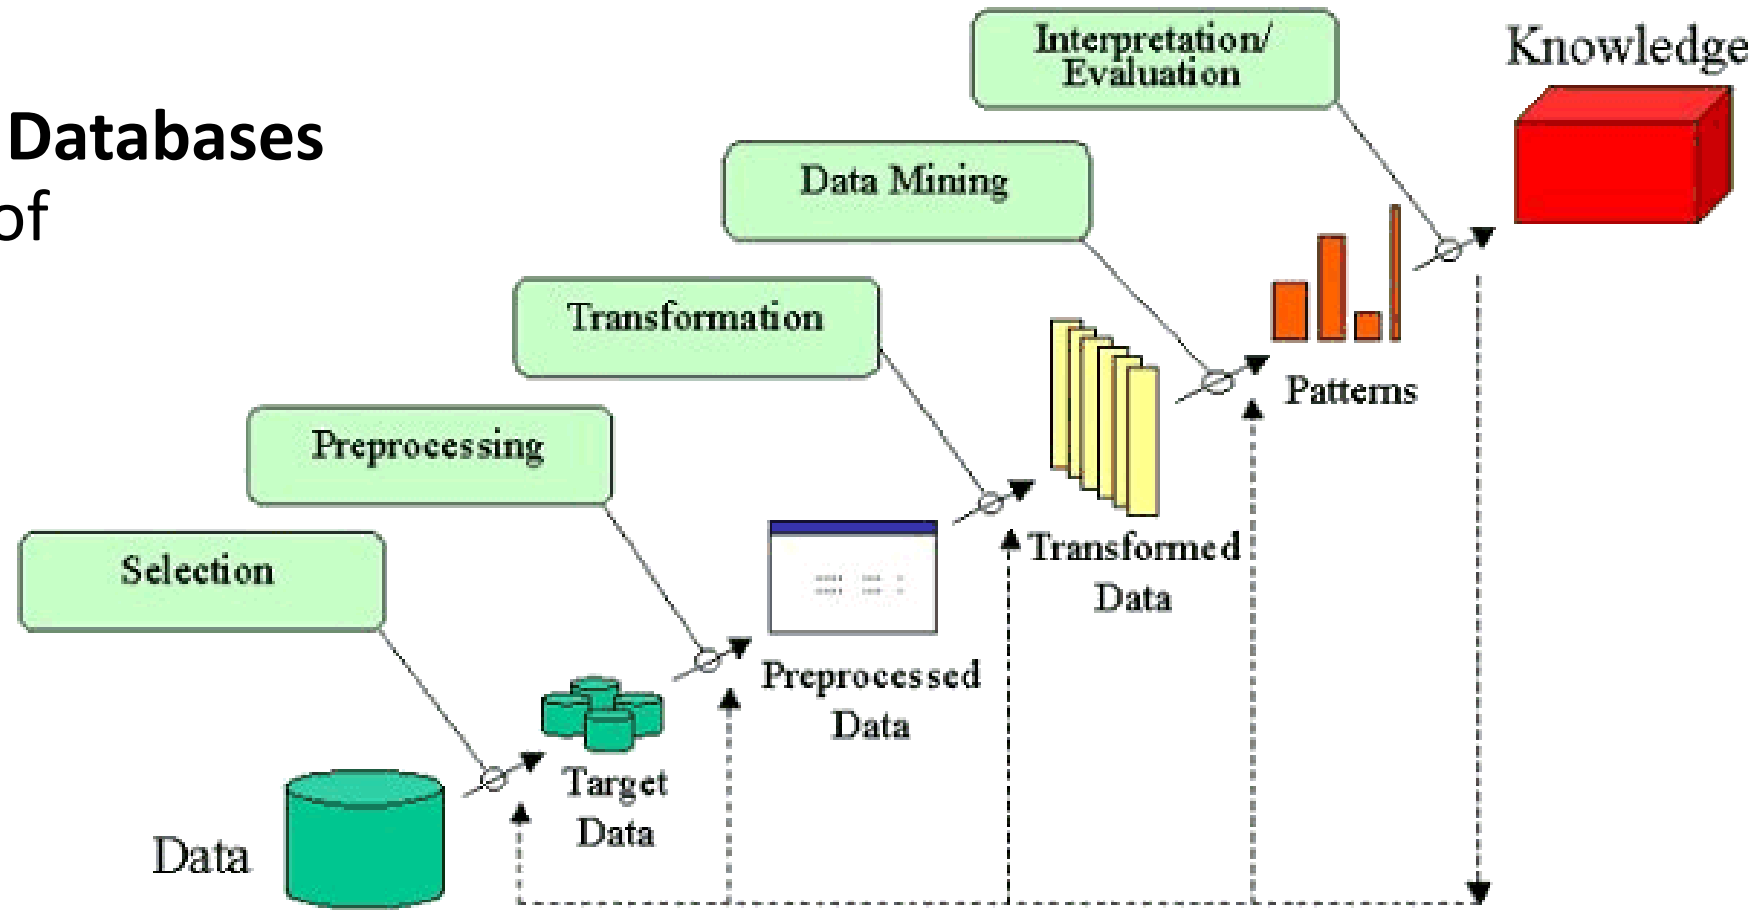 Databases
of
Interpretation/
Evaluation
Knowledge
Data Mining
Transformation
Patterns
Preprocessing
Transformed
Data
Selection
Preprocessed
Data
Target
Data
Data